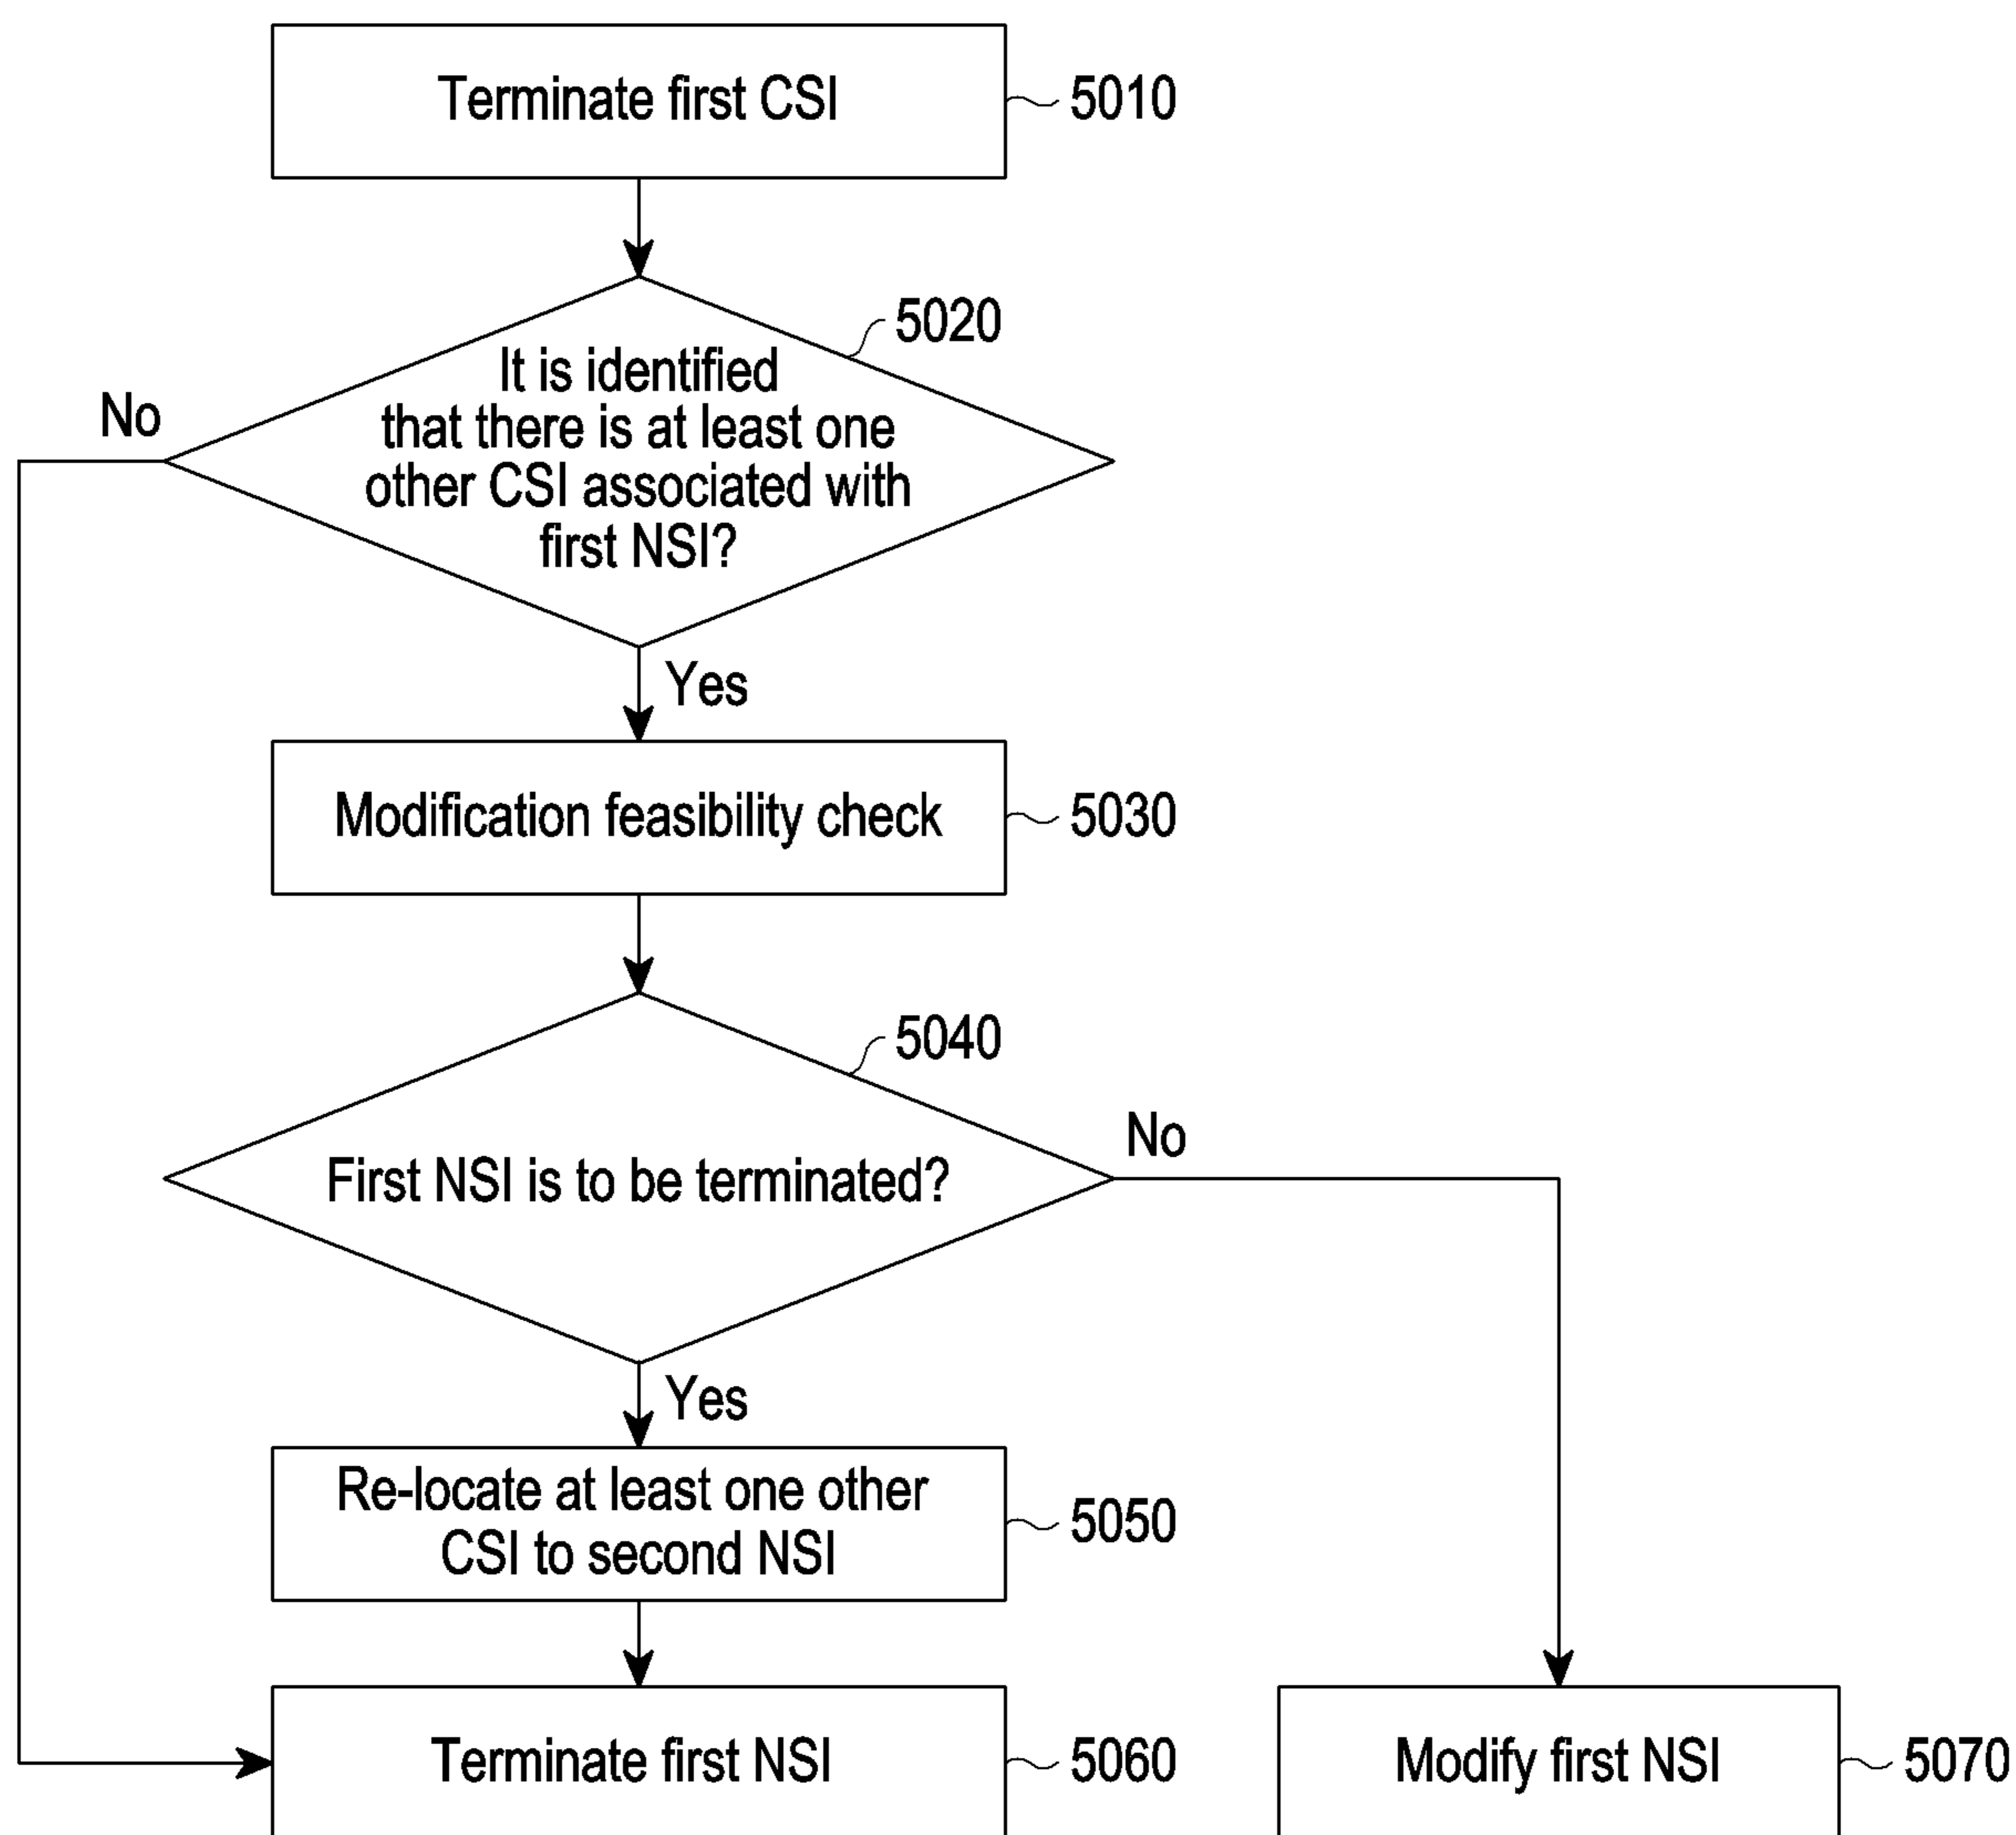 Terminate first CSI
5010
5020
It is identified
that there is at least one
other CSI associated with
first NSI?
No
Yes
Modification feasibility check
5030
5040
First NSI is to be terminated?
No
Yes
Re-locate at least one other
CSI to second NSI
5050
Terminate first NSI
5060
Modify first NSI
5070